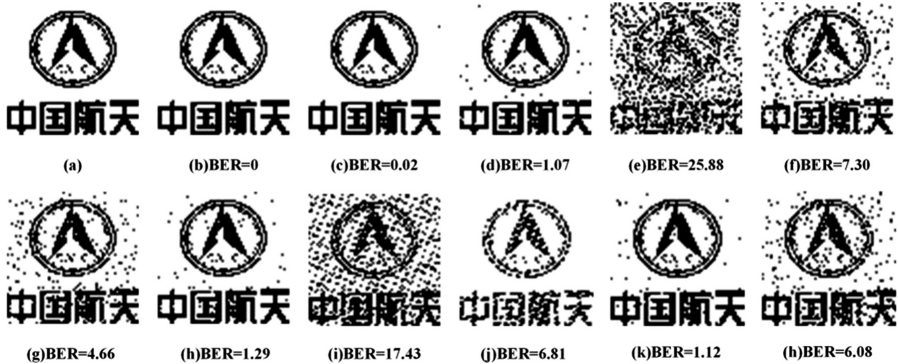 中国航天 中国航天 中国航天 中国航天 中国航天 中国航天
(a) (b)BER=0 (c)BER=0.02 (d)BER=1.07 (e)BER=25.88 (f)BER=7.30
中国航天 中国航天 中国航天 中国航天 中国航天 中国航天
(g)BER=4.66 (h)BER=1.29 (i)BER=17.43 (j)BER=6.81 (k)BER=1.12 (h)BER=6.08